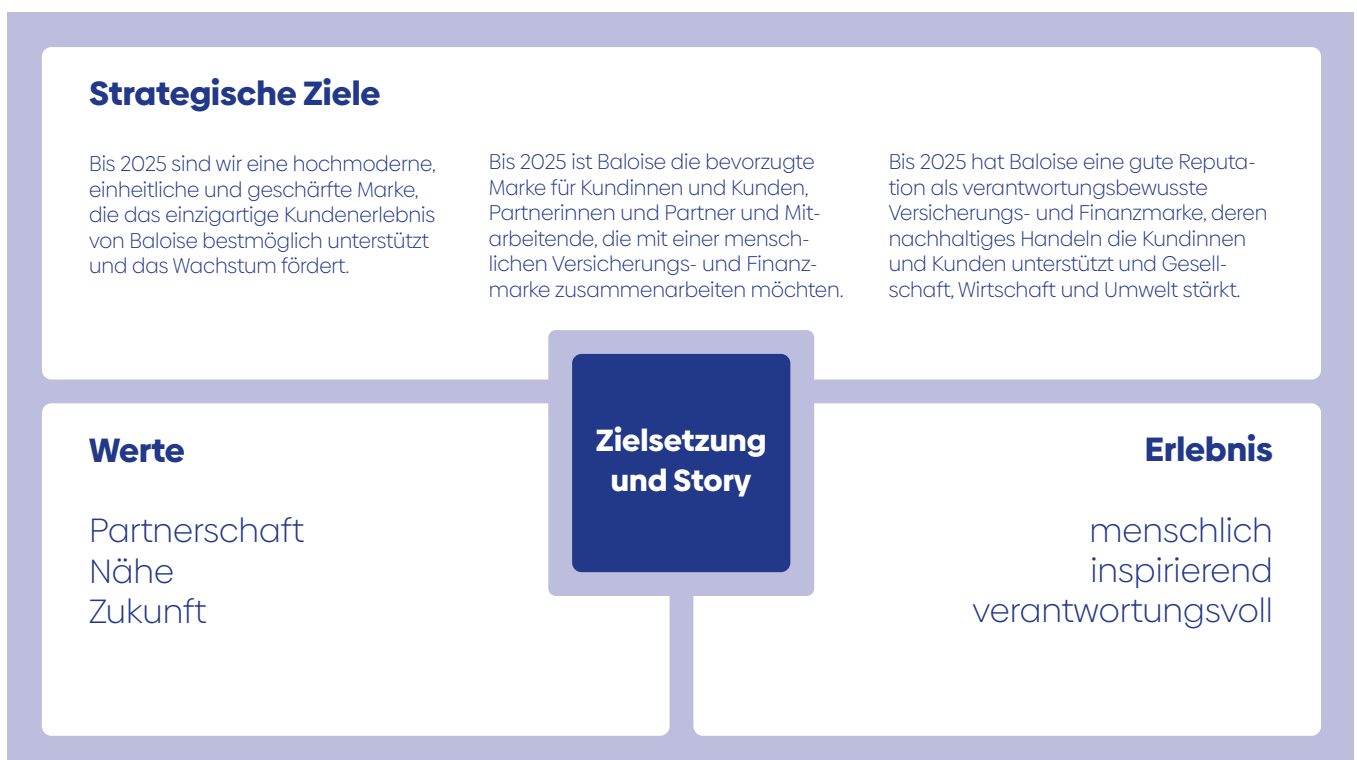 Strategische Ziele
Bis 2025 sind wir eine hochmoderne,
einheitliche und geschärfte Marke,
die das einzigartige Kundenerlebnis
von Baloise bestmöglich unterstützt
und das Wachstum fördert.
Bis 2025 ist Baloise die bevorzugte
Marke für Kundinnen und Kunden,
Partnerinnen und Partner und Mit-
arbeitende, die mit einer mensch-
lichen Versicherungs- und Finanz-
marke zusammenarbeiten möchten.
Bis 2025 hat Baloise eine gute Reputa-
tion als verantwortungsbewusste
Versicherungs- und Finanzmarke, deren
nachhaltiges Handeln die Kundinnen
und Kunden unterstützt und Gesell-
schaft, Wirtschaft und Umwelt stärkt.
Zielsetzung
und Story
Werte
Partnerschaft
Nähe
Zukunft
Erlebnis
menschlich
inspirierend
verantwortungsvoll